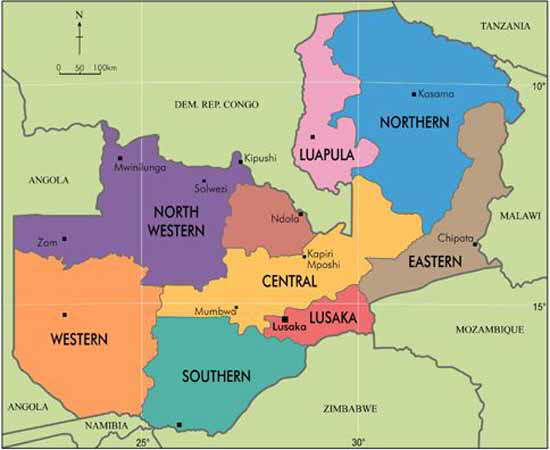 N
0 50 100km
TANZANIA
10°
Kasama
DEM. REP. CONGO
NORTHERN
LUAPULA
Kipushi
Mwinilunga
ANGOLA
Solwezi
NORTH
WESTERN
Ndola
MALAWI
Zam
Chipata
Kapiri
Mposhi
EASTERN
CENTRAL
15°
Mumbwa
LUSAKA
Lusaka
MOZAMBIQUE
WESTERN
SOUTHERN
ANGOLA
ZIMBABWE
NAMIBIA
25°
30°